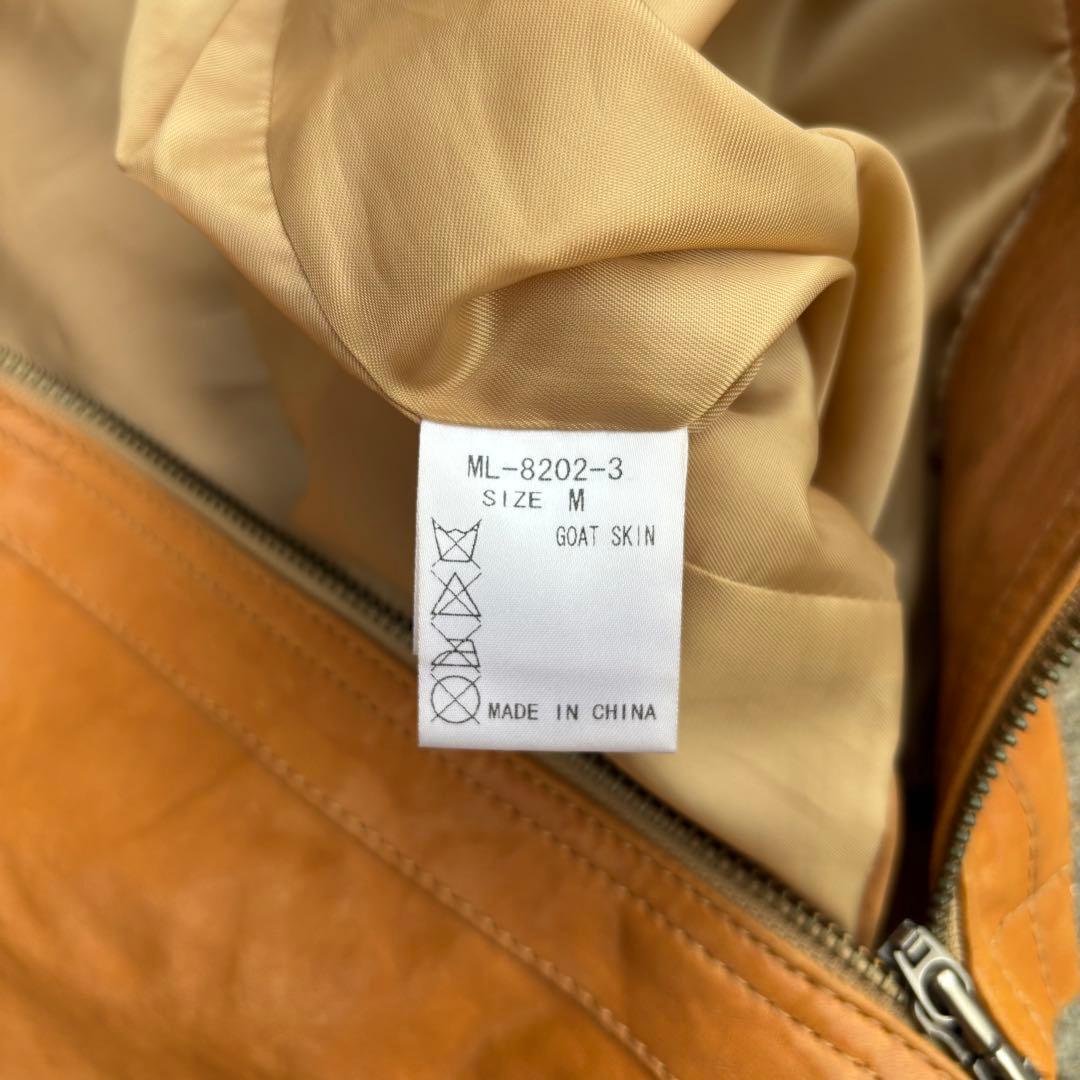 ML-8202-3
SIZE M
GOAT SKIN
MADE IN CHINA